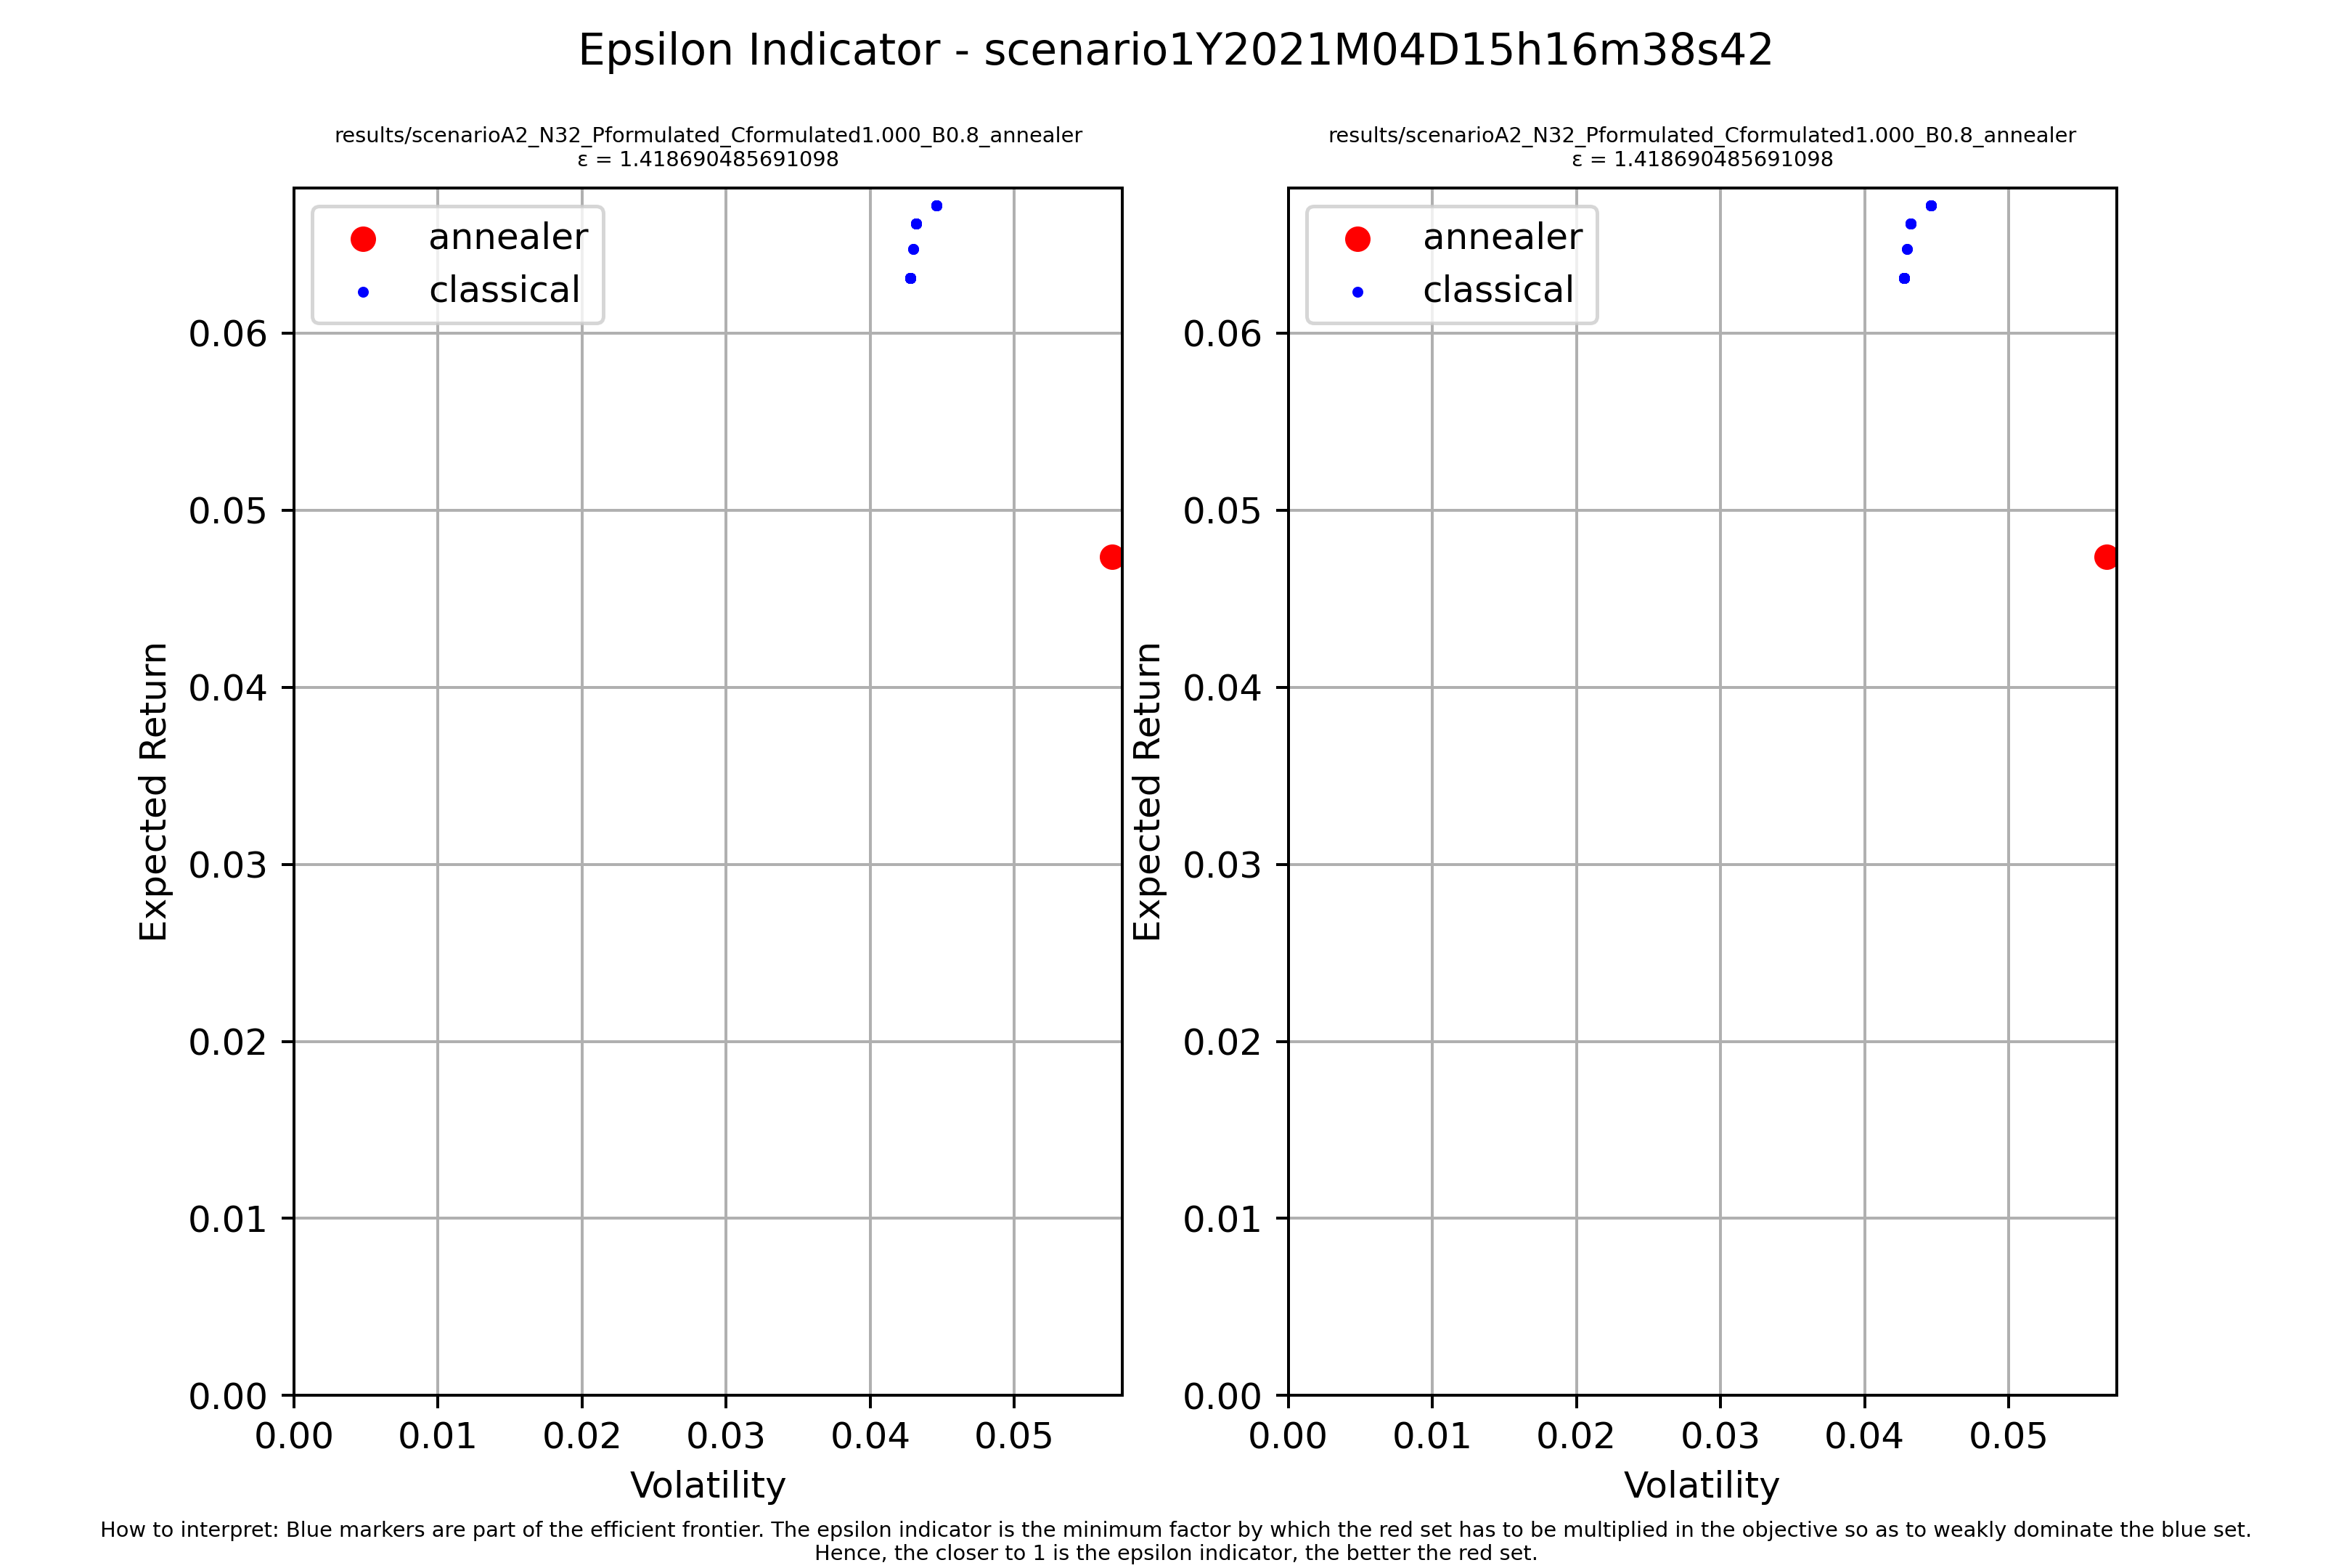 Epsilon Indicator - scenario1Y2021M04D15h16m38s42
results/scenarioA2_N32_Pformulated_Cformulated1.000_B0.8_annealer
ε = 1.418690485691098
annealer
classical
0.06
0.05
0.04
0.03
0.02
0.01
0.00
Expected Return
0.00 0.01 0.02 0.03 0.04 0.05
Volatility
results/scenarioA2_N32_Pformulated_Cformulated1.000_B0.8_annealer
ε = 1.418690485691098
annealer
classical
0.06
0.05
0.04
0.03
0.02
0.01
0.00
Expected Return
0.00 0.01 0.02 0.03 0.04 0.05
Volatility
How to interpret: Blue markers are part of the efficient frontier. The epsilon indicator is the minimum factor by which the red set has to be multiplied in the objective so as to weakly dominate the blue set.
Hence, the closer to 1 is the epsilon indicator, the better the red set.